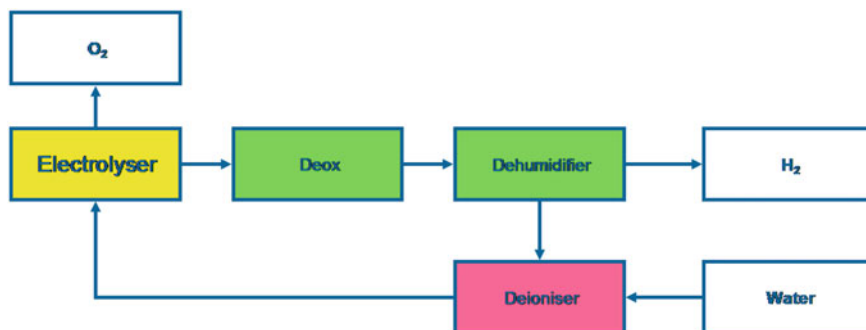 O₂
Electrolyser
Deox
Dehumidifier
H₂
Deioniser
Water